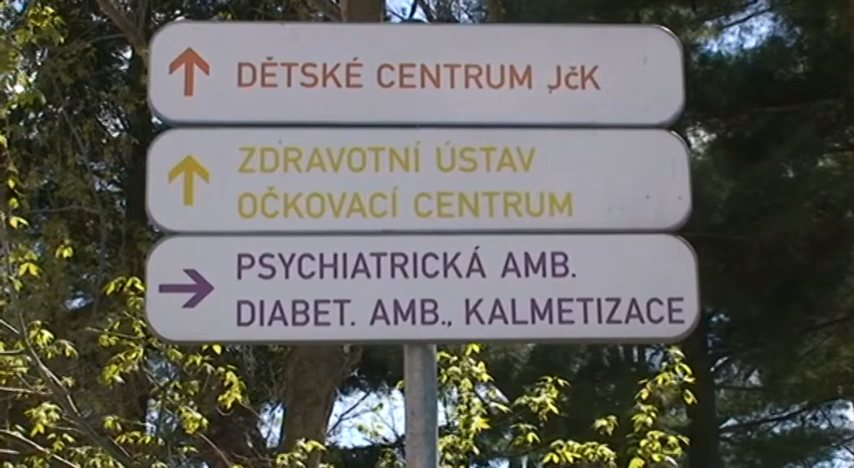 DĚTSKÉ CENTRUM JčK
ZDRAVOTNÍ ÚSTAV
OČKOVACÍ CENTRUM
PSYCHIATRICKÁ AMB.
DIABET. AMB., KALMETIZACE